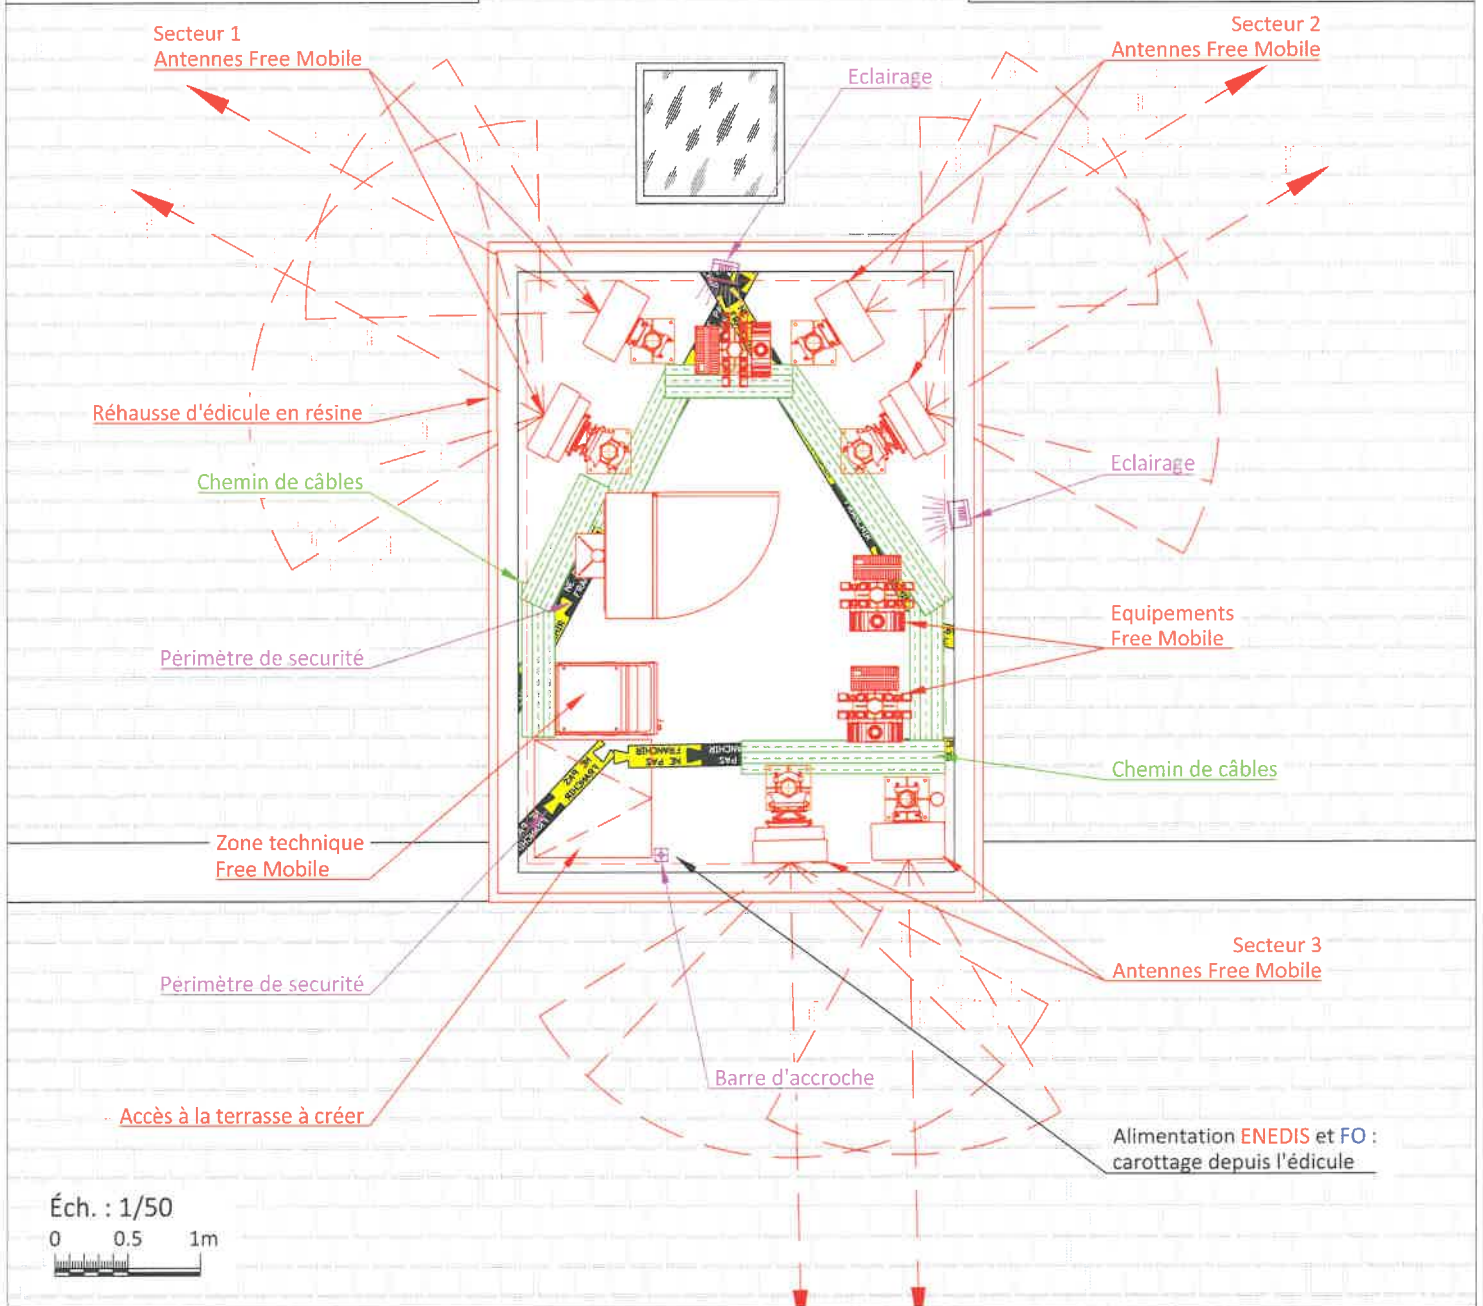 Secteur 1
Antennes Free Mobile
Secteur 2
Antennes Free Mobile
Eclairage
Réhausse d'édicule en résine
Chemin de câbles
Eclairage
Equipements
Free Mobile
Périmètre de securité
NE PAS
FRANCHIR
PAS
Chemin de câbles
Zone technique
Free Mobile
Secteur 3
Antennes Free Mobile
Périmètre de securité
Barre d'accroche
Accès à la terrasse à créer
Alimentation ENEDIS et FO :
carottage depuis l'édicule
Éch. : 1/50
0 0.5 1m